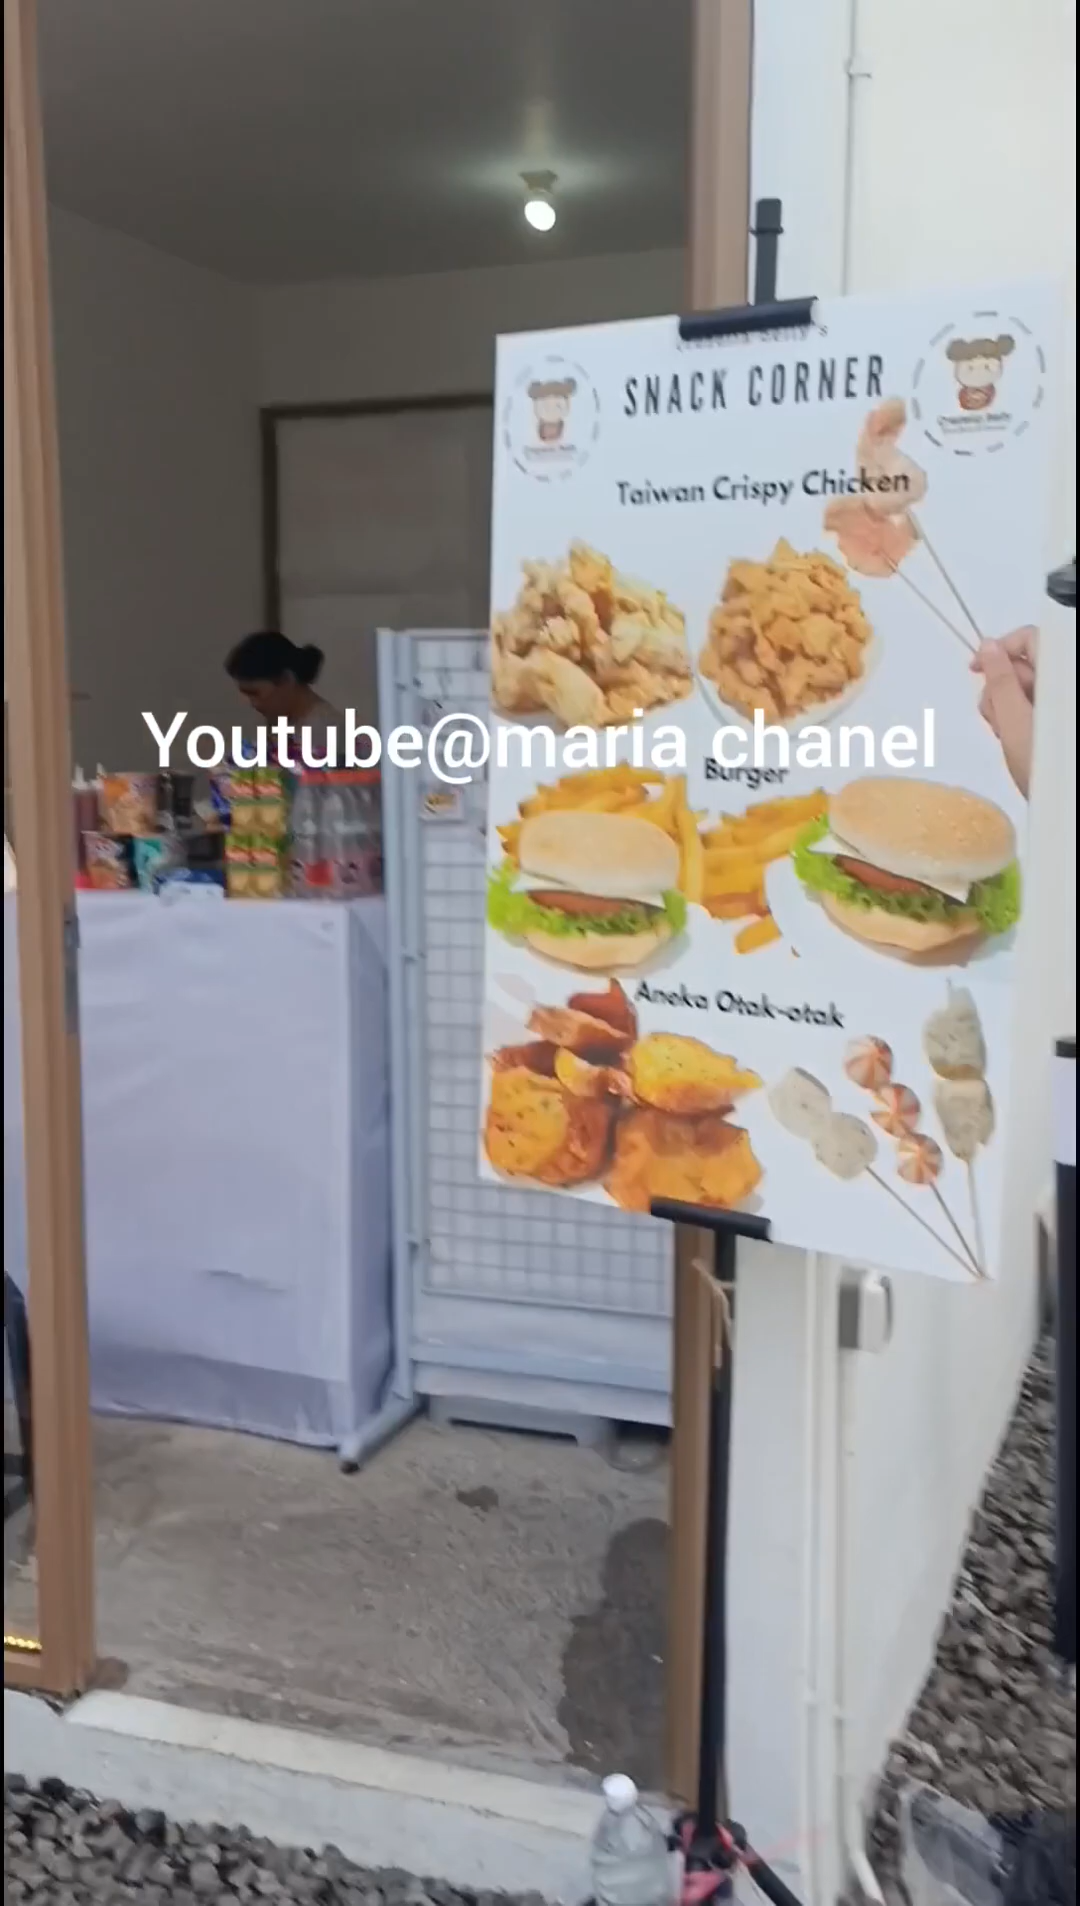 SNACK CORNER
Taiwan Crispy Chicken
Youtube@maria chanel
Burger
Aneka Otak-otak